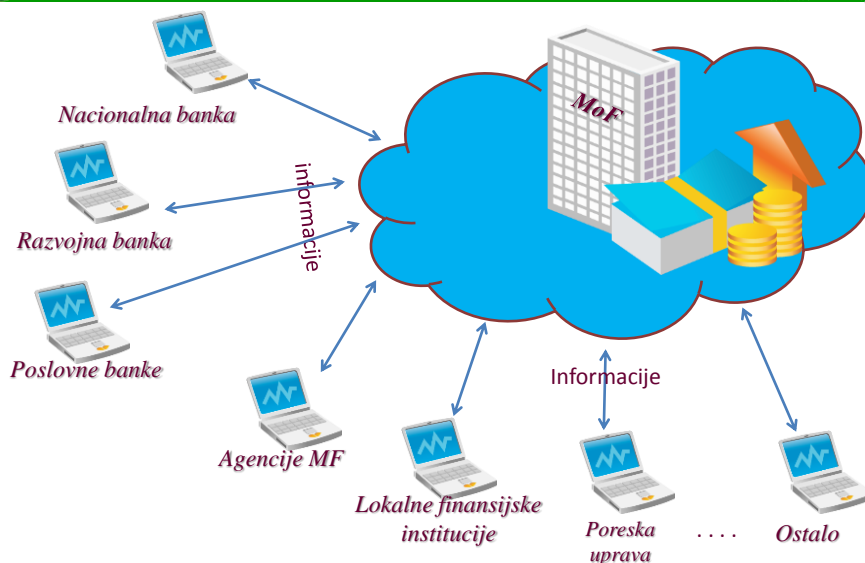 MoF
Nacionalna banka
informacije
Razvojna banka
Poslovne banke
Informacije
Agencije MF
Lokalne finansijske
institucije
Poreska
uprava
. . . .
Ostalo